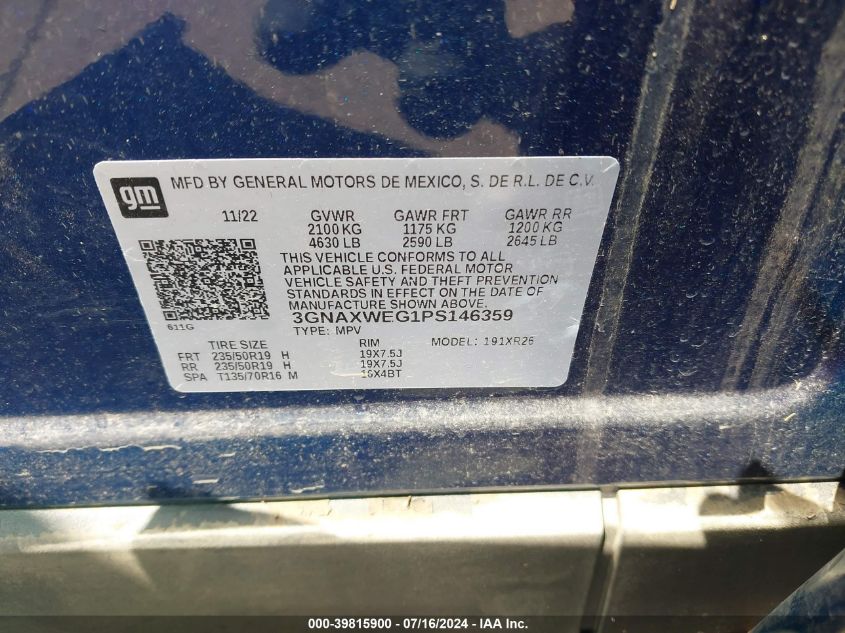 gm MFD BY GENERAL MOTORS DE MEXICO, S. DE R.L. DE C.V.
11/22 GVWR GAWR FRT GAWR RR
2100 KG 1175 KG 1200 KG
4630 LB 2590 LB 2645 LB
THIS VEHICLE CONFORMS TO ALL
APPLICABLE U.S. FEDERAL MOTOR
VEHICLE SAFETY AND THEFT PREVENTION
STANDARDS IN EFFECT ON THE DATE OF
MANUFACTURE SHOWN ABOVE.
611G 3GNAXWEG1PS146359
TYPE: MPV
TIRE SIZE RIM MODEL: 191XR26
FRT 235/50R19 H 19X7.5J
RR 235/50R19 H 19X7.5J
SPA T135/70R16 M 16X4BT
000-39815900 - 07/16/2024 - IAA Inc.